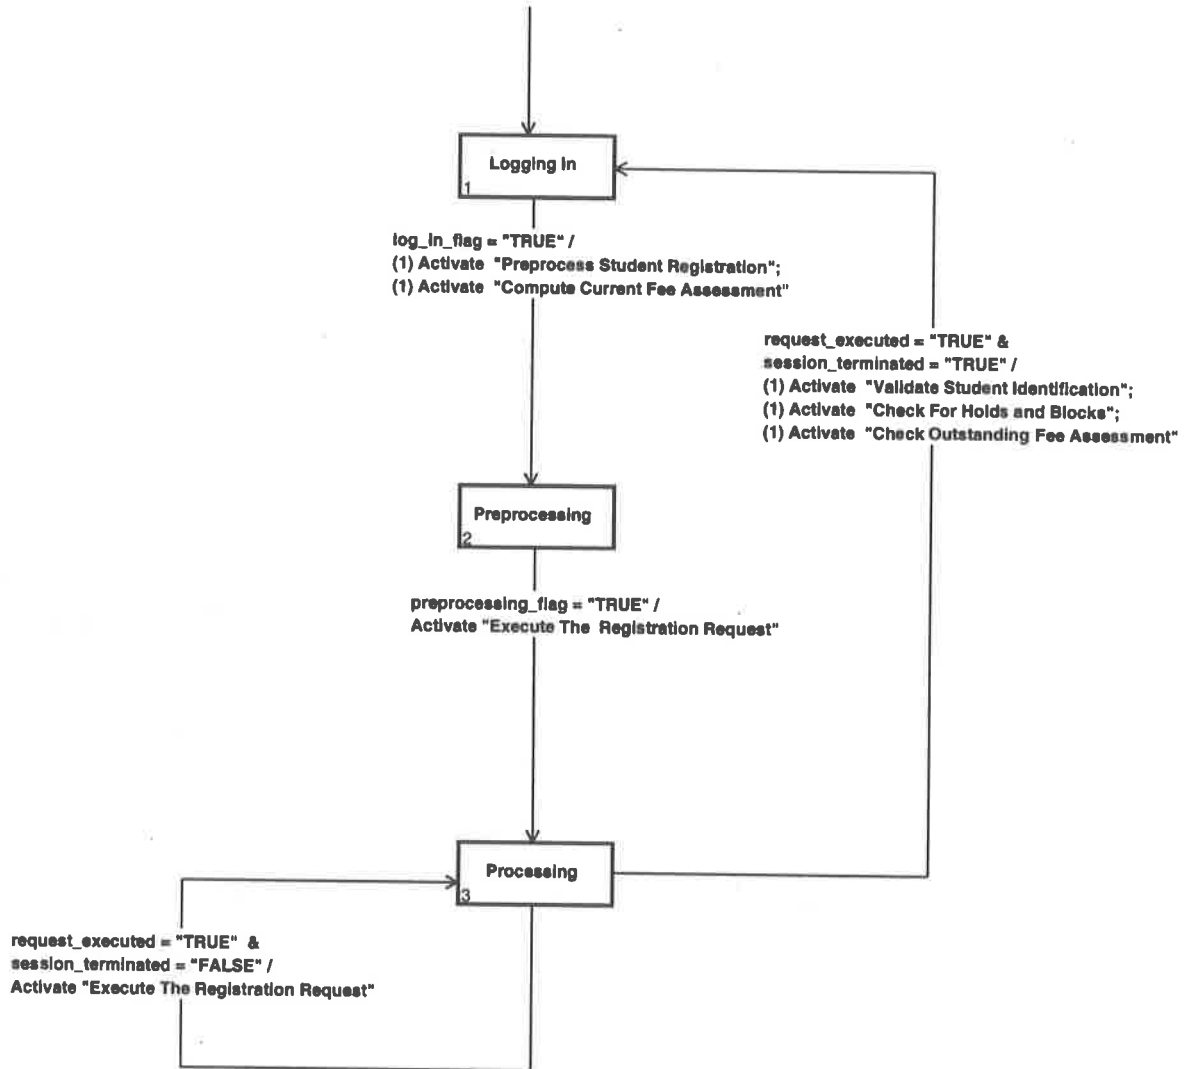 Logging In
1
log_in_flag = "TRUE" /
(1) Activate "Preprocess Student Registration";
(1) Activate "Compute Current Fee Assessment"
request_executed = "TRUE" &
session_terminated = "TRUE" /
(1) Activate "Validate Student Identification";
(1) Activate "Check For Holds and Blocks";
(1) Activate "Check Outstanding Fee Assessment"
Preprocessing
2
preprocessing_flag = "TRUE" /
Activate "Execute The Registration Request"
Processing
3
request_executed = "TRUE" &
session_terminated = "FALSE" /
Activate "Execute The Registration Request"